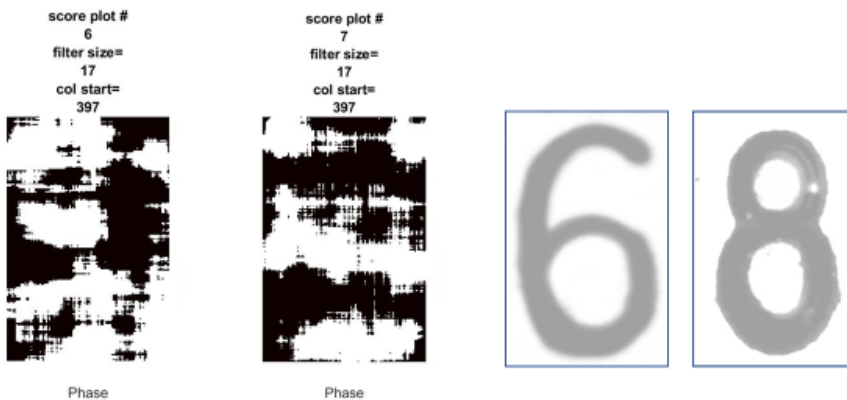 score plot #
6
filter size=
17
col start=
397
Phase
score plot #
7
filter size=
17
col start=
397
Phase
6
8